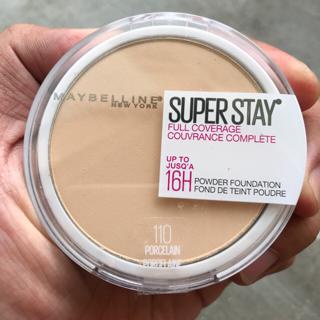 MAYBELLINE
NEW YORK
SUPER STAY®
FULL COVERAGE
COUVRANCE COMPLÈTE
UP TO
JUSQ'A
16H POWDER FOUNDATION
FOND DE TEINT POUDRE
110
PORCELAIN
PORCELAINE